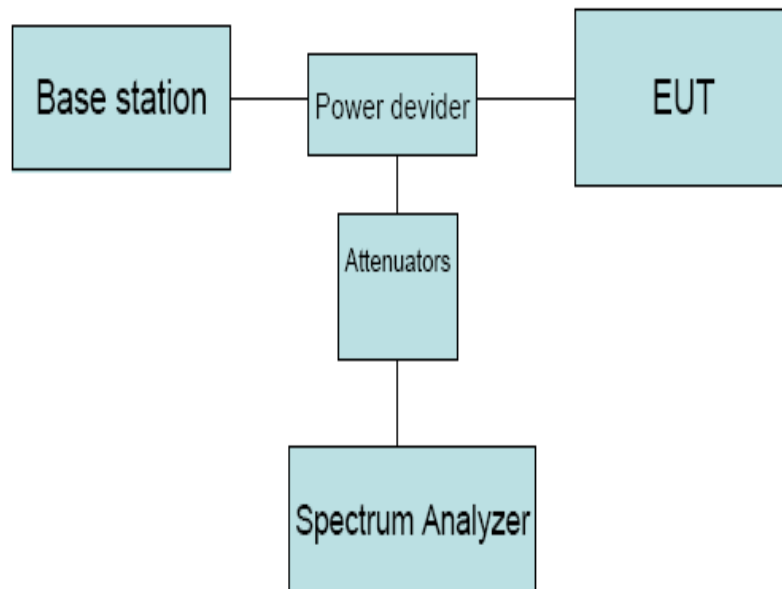 Base station
Power devider
EUT
Attenuators
Spectrum Analyzer